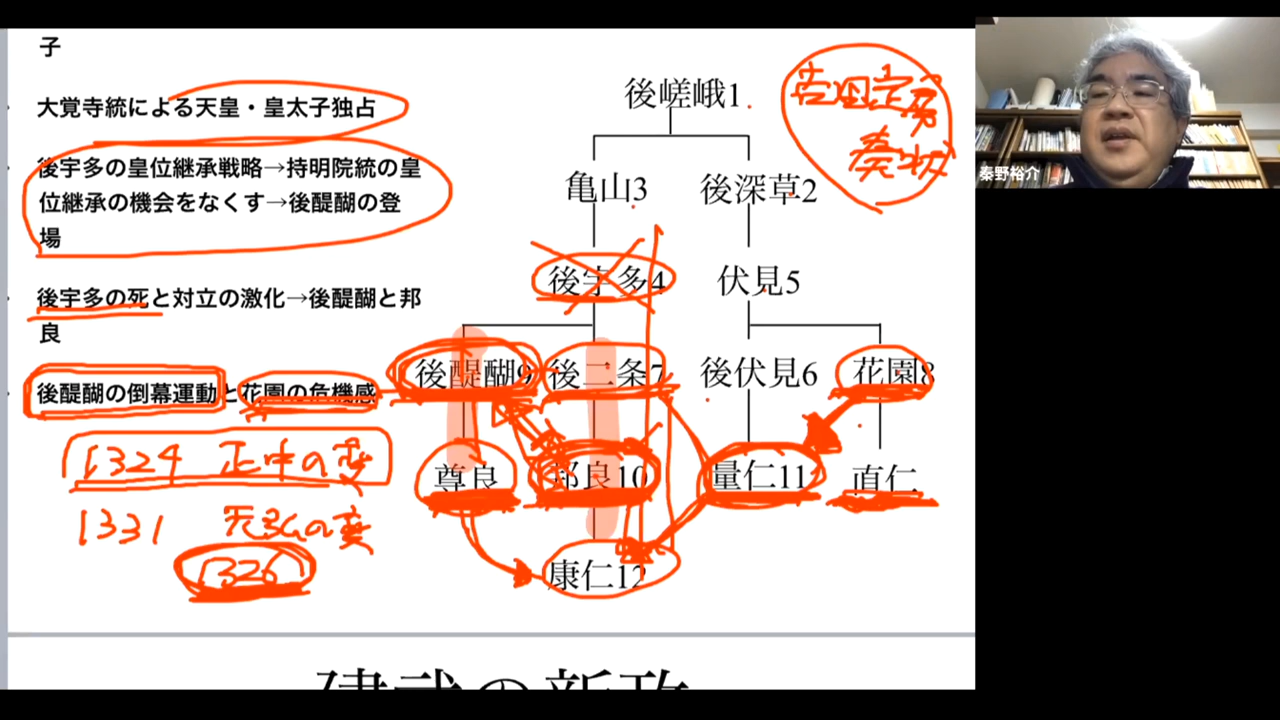 子
大覚寺統による天皇・皇太子独占
後宇多の皇位継承戦略→持明院統の皇
位継承の機会をなくす→後醍醐の登
場
後宇多の死と対立の激化→後醍醐と邦
良
後醍醐の倒幕運動と花園の危機感
1324 正中の変
1331 元弘の変
1326
後嵯峨1
吉田定房
奏状
亀山3 後深草2
後宇多4 伏見5
後醍醐9 後二条7 後伏見6 花園8
尊良 邦良10 量仁11 直仁
康仁12
建武の新政
秦野裕介